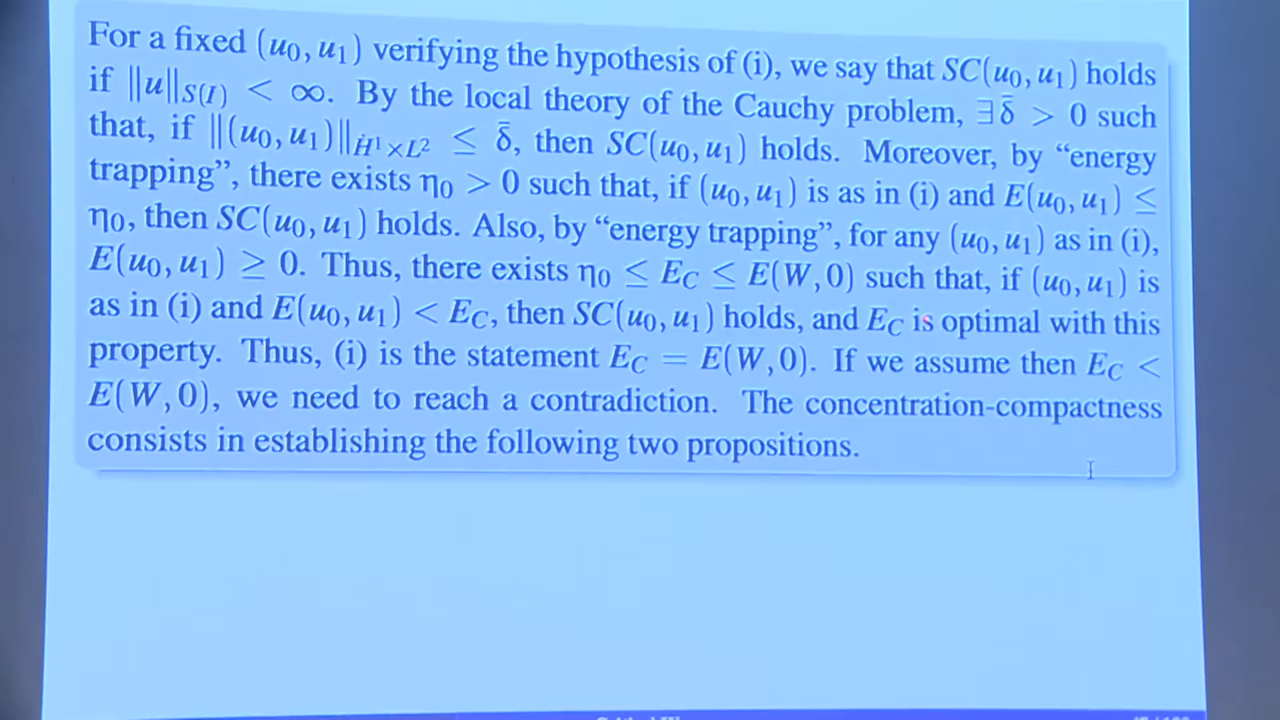 For a fixed (u₀, u₁) verifying the hypothesis of (i), we say that SC(u₀, u₁) holds
if ‖u‖_{S(I)} < ∞. By the local theory of the Cauchy problem, ∃δ̄ > 0 such
that, if ‖(u₀, u₁)‖_{Ḣ¹×L²} ≤ δ̄, then SC(u₀, u₁) holds. Moreover, by “energy
trapping”, there exists η₀ > 0 such that, if (u₀, u₁) is as in (i) and E(u₀, u₁) ≤
η₀, then SC(u₀, u₁) holds. Also, by “energy trapping”, for any (u₀, u₁) as in (i),
E(u₀, u₁) ≥ 0. Thus, there exists η₀ ≤ E_C ≤ E(W, 0) such that, if (u₀, u₁) is
as in (i) and E(u₀, u₁) < E_C, then SC(u₀, u₁) holds, and E_C is optimal with this
property. Thus, (i) is the statement E_C = E(W, 0). If we assume then E_C <
E(W, 0), we need to reach a contradiction. The concentration-compactness
consists in establishing the following two propositions.